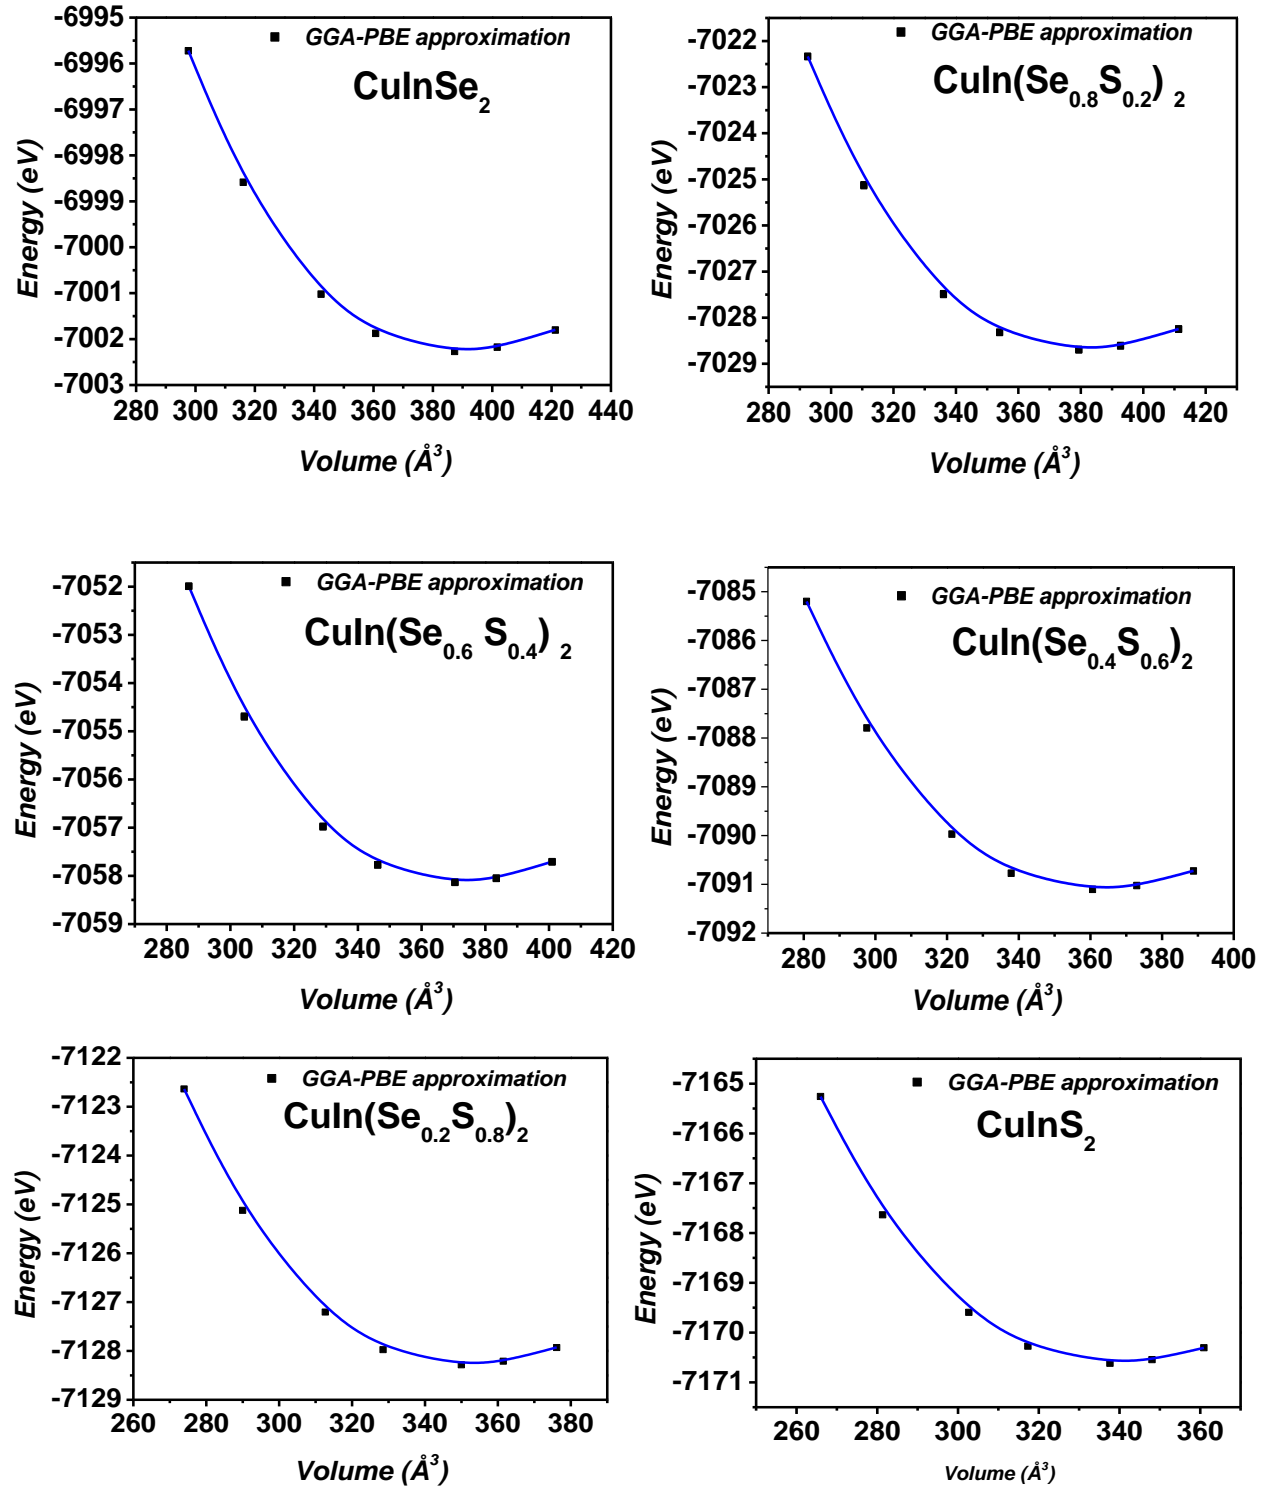 GGA-PBE approximation
CuInSe2
Energy (eV)
-6995
-6996
-6997
-6998
-6999
-7000
-7001
-7002
-7003
280 300 320 340 360 380 400 420 440
Volume (Å3)
GGA-PBE approximation
CuIn(Se0.8S0.2) 2
Energy (eV)
-7022
-7023
-7024
-7025
-7026
-7027
-7028
-7029
280 300 320 340 360 380 400 420
Volume (Å3)
GGA-PBE approximation
CuIn(Se0.6 S0.4) 2
Energy (eV)
-7052
-7053
-7054
-7055
-7056
-7057
-7058
-7059
280 300 320 340 360 380 400 420
Volume (Å3)
GGA-PBE approximation
CuIn(Se0.4S0.6)2
Energy (eV)
-7085
-7086
-7087
-7088
-7089
-7090
-7091
-7092
280 300 320 340 360 380 400
Volume (Å3)
GGA-PBE approximation
CuIn(Se0.2S0.8)2
Energy (eV)
-7122
-7123
-7124
-7125
-7126
-7127
-7128
-7129
260 280 300 320 340 360 380
Volume (Å3)
GGA-PBE approximation
CuInS2
Energy (eV)
-7165
-7166
-7167
-7168
-7169
-7170
-7171
260 280 300 320 340 360
Volume (Å3)